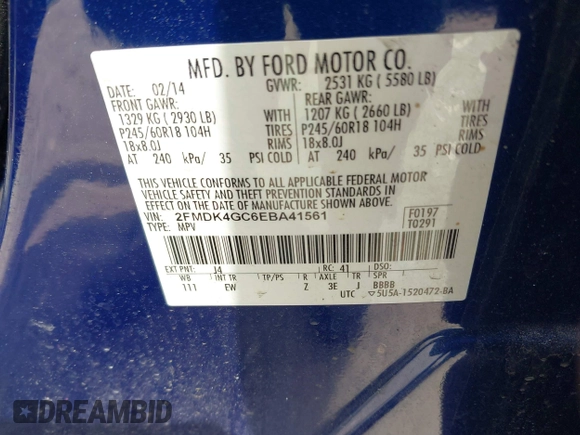 MFD. BY FORD MOTOR CO.
DATE: 02/14 GVWR: 2531 KG ( 5580 LB)
FRONT GAWR: REAR GAWR:
1329 KG ( 2930 LB) WITH 1207 KG ( 2660 LB) WITH
P245/60R18 104H TIRES P245/60R18 104H TIRES
18x8.0J RIMS 18x8.0J RIMS
AT 240 kPa/ 35 PSI COLD AT 240 kPa/ 35 PSI COLD
THIS VEHICLE CONFORMS TO ALL APPLICABLE FEDERAL MOTOR
VEHICLE SAFETY AND THEFT PREVENTION STANDARDS IN
EFFECT ON THE DATE OF MANUFACTURE SHOWN ABOVE.
VIN: 2FMDK4GC6EBA41561 F0197
TYPE: MPV T0291
EXT PNT: J4 RC: 41 DSO:
WB INT TR TP/PS R AXLE TR SPR
111 EW Z 3E J BBBB
UTC ▽5U5A-1520472-BA
DREAMBID